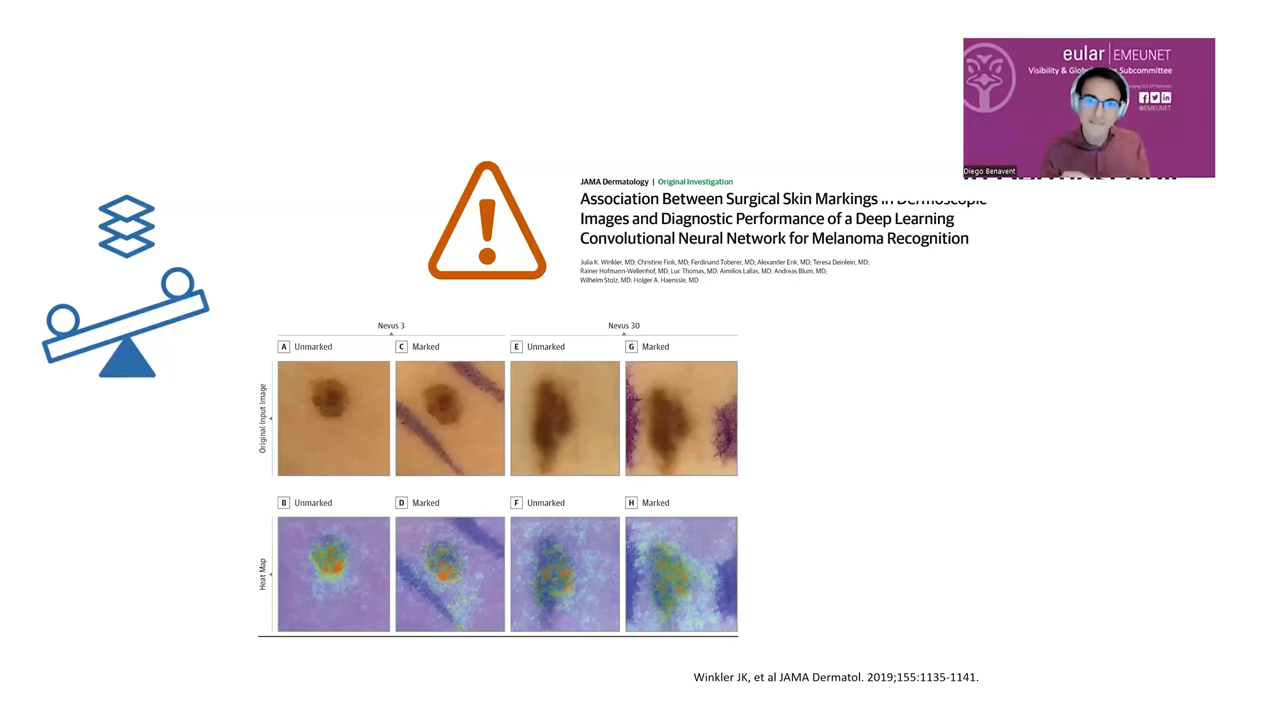 eular | EMEUNET
Visibility & Subcommittee
@EMEUNET
Diego Benavent
JAMA Dermatology | Original Investigation
Association Between Surgical Skin Markings in Dermoscopic
Images and Diagnostic Performance of a Deep Learning
Convolutional Neural Network for Melanoma Recognition
Julia K. Winkler, MD; Christine Fink, MD; Ferdinand Toberer, MD; Alexander Enk, MD; Teresa Deinlein, MD;
Rainer Hofmann-Wellenhof, MD; Luc Thomas, MD; Aimilios Lallas, MD; Andreas Blum, MD;
Wilhelm Stolz, MD; Holger A. Haenssle, MD
Nevus 3
Nevus 30
A Unmarked
C Marked
E Unmarked
G Marked
Original Input Image
B Unmarked
D Marked
F Unmarked
H Marked
Heat Map
Winkler JK, et al JAMA Dermatol. 2019;155:1135-1141.